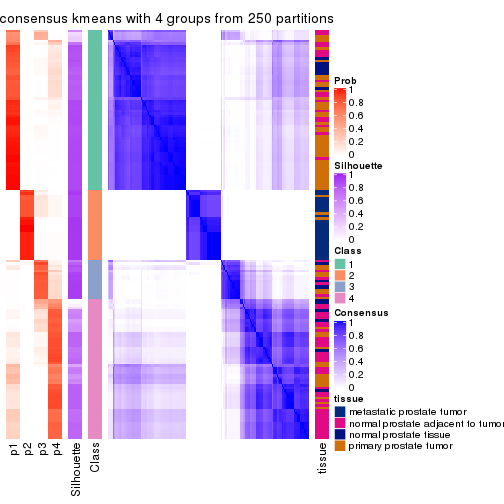 consensus kmeans with 4 groups from 250 partitions
Prob
1
0.8
0.6
0.4
0.2
0
Silhouette
1
0.8
0.6
0.4
0.2
0
Class
1
2
3
4
Consensus
1
0.8
0.6
0.4
0.2
0
tissue
metastatic prostate tumor
normal prostate adjacent to tumor
normal prostate tissue
primary prostate tumor
p1
p2
p3
p4
Silhouette
Class
tissue